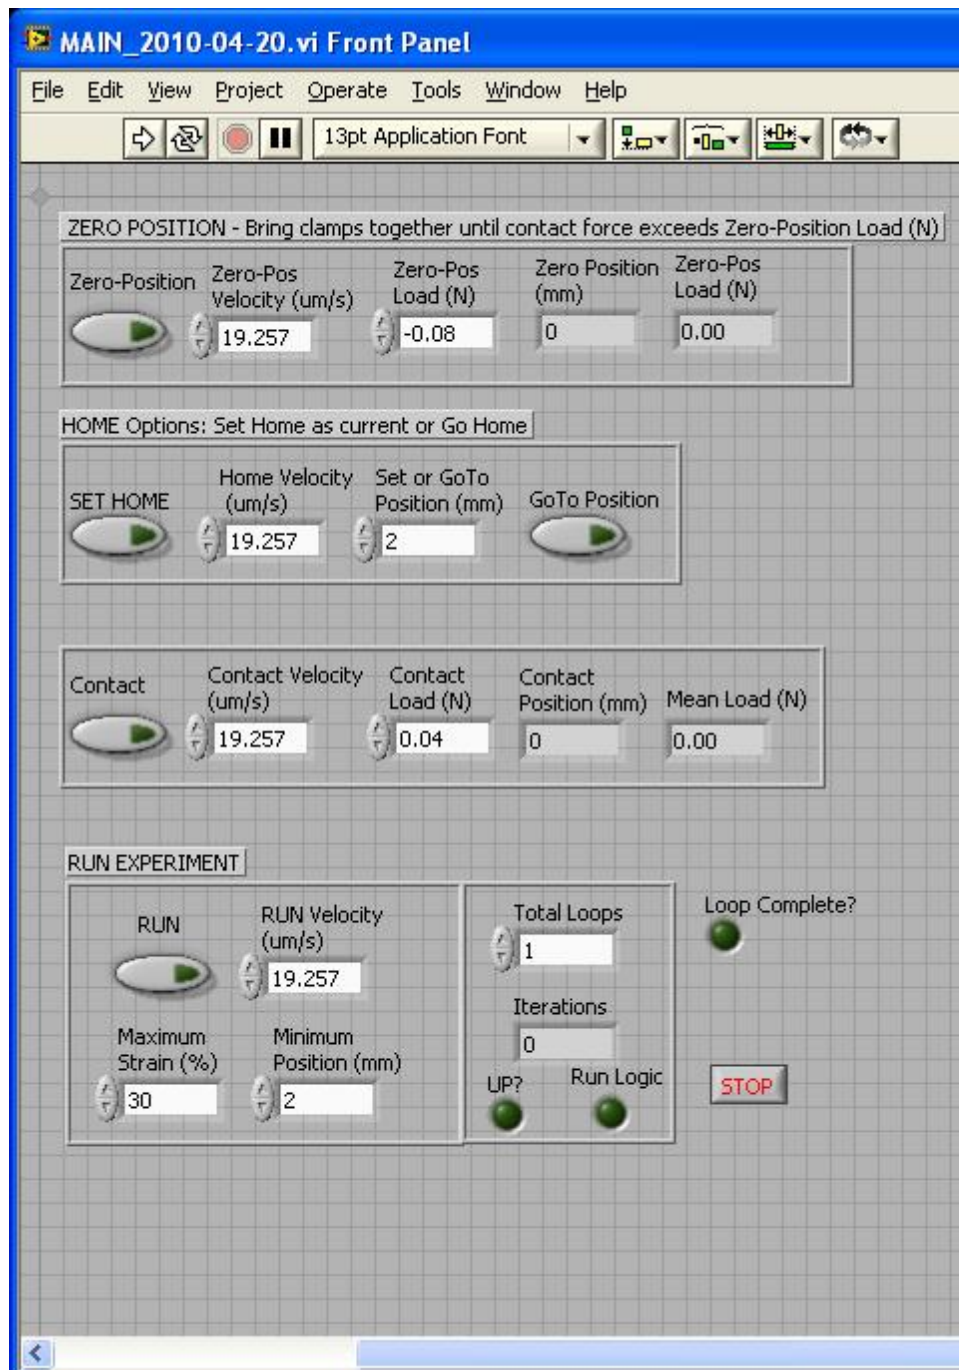 MAIN_2010-04-20.vi Front Panel
File Edit View Project Operate Tools Window Help
13pt Application Font
ZERO POSITION - Bring clamps together until contact force exceeds Zero-Position Load (N)
Zero-Position
Zero-Pos
Velocity (um/s)
19.257
Zero-Pos
Load (N)
-0.08
Zero Position
(mm)
0
Zero-Pos
Load (N)
0.00
HOME Options: Set Home as current or Go Home
SET HOME
Home Velocity
(um/s)
19.257
Set or GoTo
Position (mm)
2
GoTo Position
Contact
Contact Velocity
(um/s)
19.257
Contact
Load (N)
0.04
Contact
Position (mm)
0
Mean Load (N)
0.00
RUN EXPERIMENT
RUN
RUN Velocity
(um/s)
19.257
Maximum
Strain (%)
30
Minimum
Position (mm)
2
Total Loops
1
Iterations
0
UP?
Run Logic
Loop Complete?
STOP